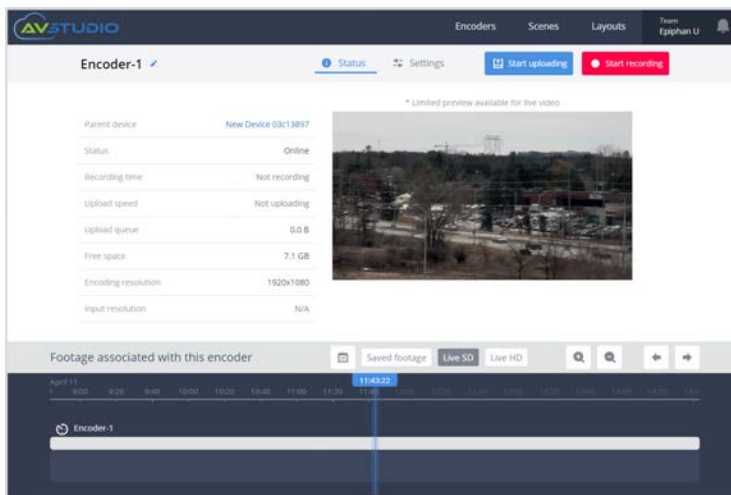 AVSTUDIO
Encoders Scenes Layouts Team Epiphan U
Encoder-1 Status Settings Start uploading Start recording
* Limited preview available for live video
Parent device New Device 03c13897
Status Online
Recording time Not recording
Upload speed Not uploading
Upload queue 0.0 B
Free space 7.1 GB
Encoding resolution 1920x1080
Input resolution N/A
Footage associated with this encoder Saved footage Live SD Live HD
11:43:22
April 11
9:00 9:20 9:40 10:00 10:20 10:40 11:00 11:20
Encoder-1